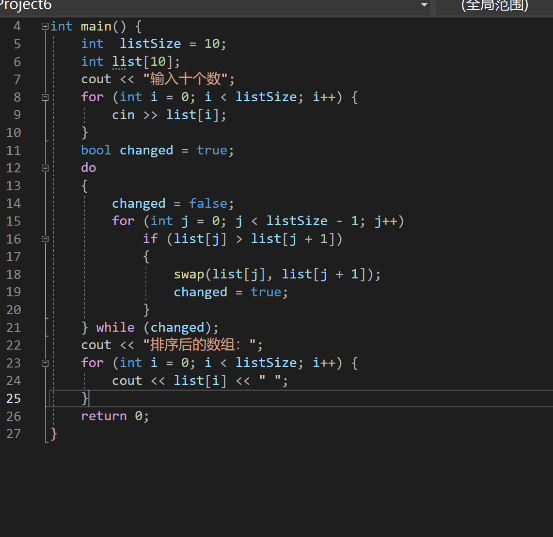 Project6 (全局范围)
4 int main() {
5 int  listSize = 10;
6 int list[10];
7 cout << "输入十个数";
8 for (int i = 0; i < listSize; i++) {
9 cin >> list[i];
10 }
11 bool changed = true;
12 do
13 {
14 changed = false;
15 for (int j = 0; j < listSize - 1; j++)
16 if (list[j] > list[j + 1])
17 {
18 swap(list[j], list[j + 1]);
19 changed = true;
20 }
21 } while (changed);
22 cout << "排序后的数组: ";
23 for (int i = 0; i < listSize; i++) {
24 cout << list[i] << " ";
25 }
26 return 0;
27 }